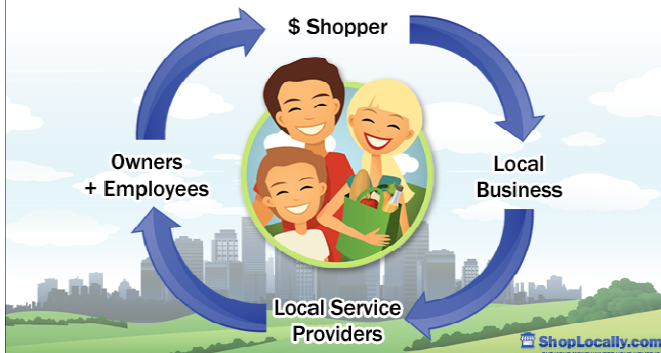 $ Shopper
Owners
+ Employees
Local
Business
Local Service
Providers
ShopLocally.com